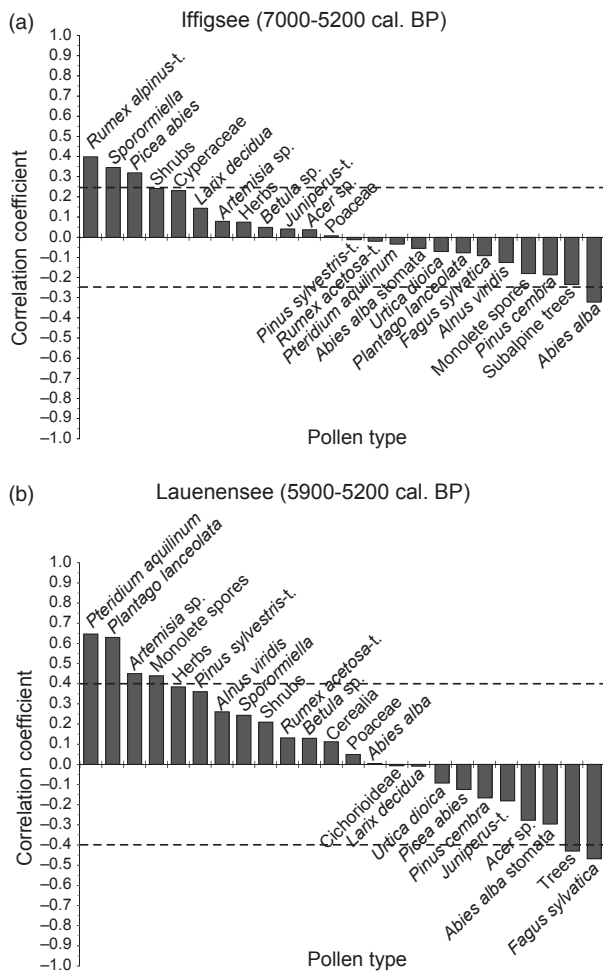 (a)
Iffigsee (7000-5200 cal. BP)
1.0
0.9
0.8
0.7
0.6
0.5
0.4
0.3
0.2
0.1
0.0
–0.1
–0.2
–0.3
–0.4
–0.5
–0.6
–0.7
–0.8
–0.9
–1.0
Correlation coefficient
Rumex alpinus-t.
Sporormiella
Picea abies
Shrubs
Cyperaceae
Larix decidua
Artemisia sp.
Herbs
Betula sp.
Juniperus-t.
Acer sp.
Poaceae
Pinus sylvestris-t.
Rumex acetosa-t.
Pteridium aquilinum
Abies alba stomata
Urtica dioica
Plantago lanceolata
Fagus sylvatica
Alnus viridis
Monolete spores
Pinus cembra
Subalpine trees
Abies alba
Pollen type
(b)
Lauenensee (5900-5200 cal. BP)
1.0
0.9
0.8
0.7
0.6
0.5
0.4
0.3
0.2
0.1
0.0
–0.1
–0.2
–0.3
–0.4
–0.5
–0.6
–0.7
–0.8
–0.9
–1.0
Correlation coefficient
Pteridium aquilinum
Plantago lanceolata
Artemisia sp.
Monolete spores
Herbs
Pinus sylvestris-t.
Alnus viridis
Sporormiella
Shrubs
Rumex acetosa-t.
Betula sp.
Cerealia
Poaceae
Abies alba
Cichorioideae
Larix decidua
Urtica dioica
Picea abies
Pinus cembra
Juniperus-t.
Acer sp.
Abies alba stomata
Trees
Fagus sylvatica
Pollen type